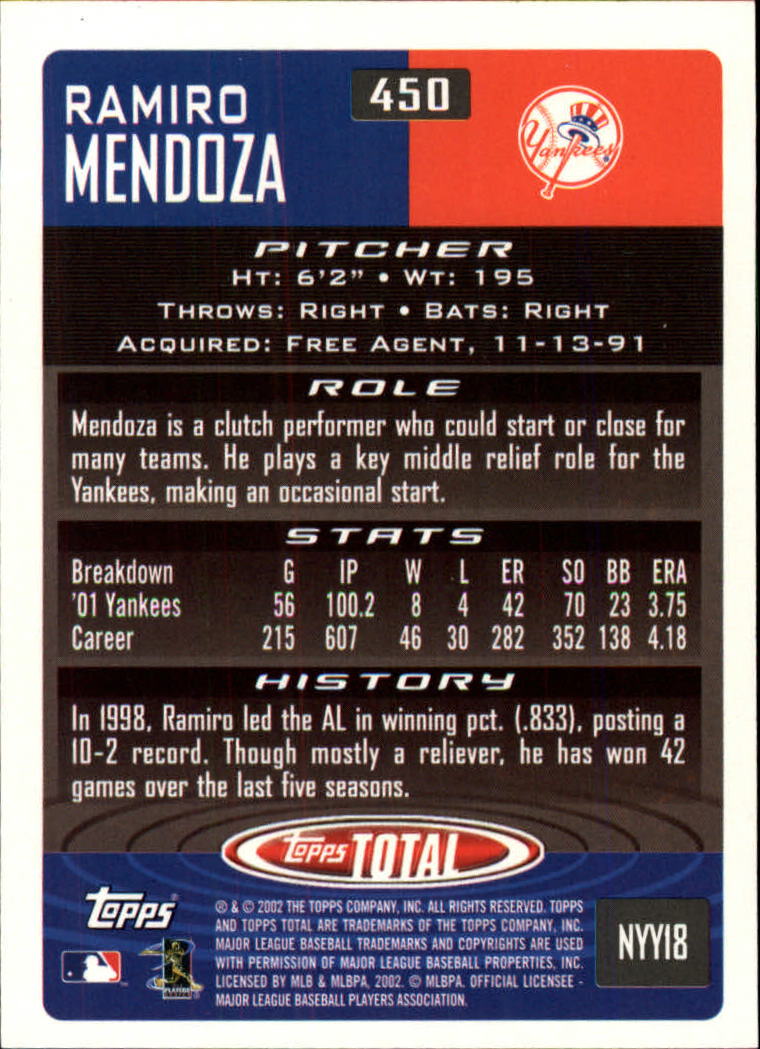 450
RAMIRO
MENDOZA
Yankees
PITCHER
HT: 6'2" • WT: 195
THROWS: RIGHT • BATS: RIGHT
ACQUIRED: FREE AGENT, 11-13-91
ROLE
Mendoza is a clutch performer who could start or close for
many teams. He plays a key middle relief role for the
Yankees, making an occasional start.
STATS
Breakdown G IP W L ER SO BB ERA
'01 Yankees 56 100.2 8 4 42 70 23 3.75
Career 215 607 46 30 282 352 138 4.18
HISTORY
In 1998, Ramiro led the AL in winning pct. (.833), posting a
10-2 record. Though mostly a reliever, he has won 42
games over the last five seasons.
Topps TOTAL
Topps®
® & © 2002 THE TOPPS COMPANY, INC. ALL RIGHTS RESERVED. TOPPS
AND TOPPS TOTAL ARE TRADEMARKS OF THE TOPPS COMPANY, INC.
MAJOR LEAGUE BASEBALL TRADEMARKS AND COPYRIGHTS ARE USED
WITH PERMISSION OF MAJOR LEAGUE BASEBALL PROPERTIES, INC.
LICENSED BY MLB & MLBPA, 2002. © MLBPA. OFFICIAL LICENSEE -
MAJOR LEAGUE BASEBALL PLAYERS ASSOCIATION.
NYY18
PLAYERS